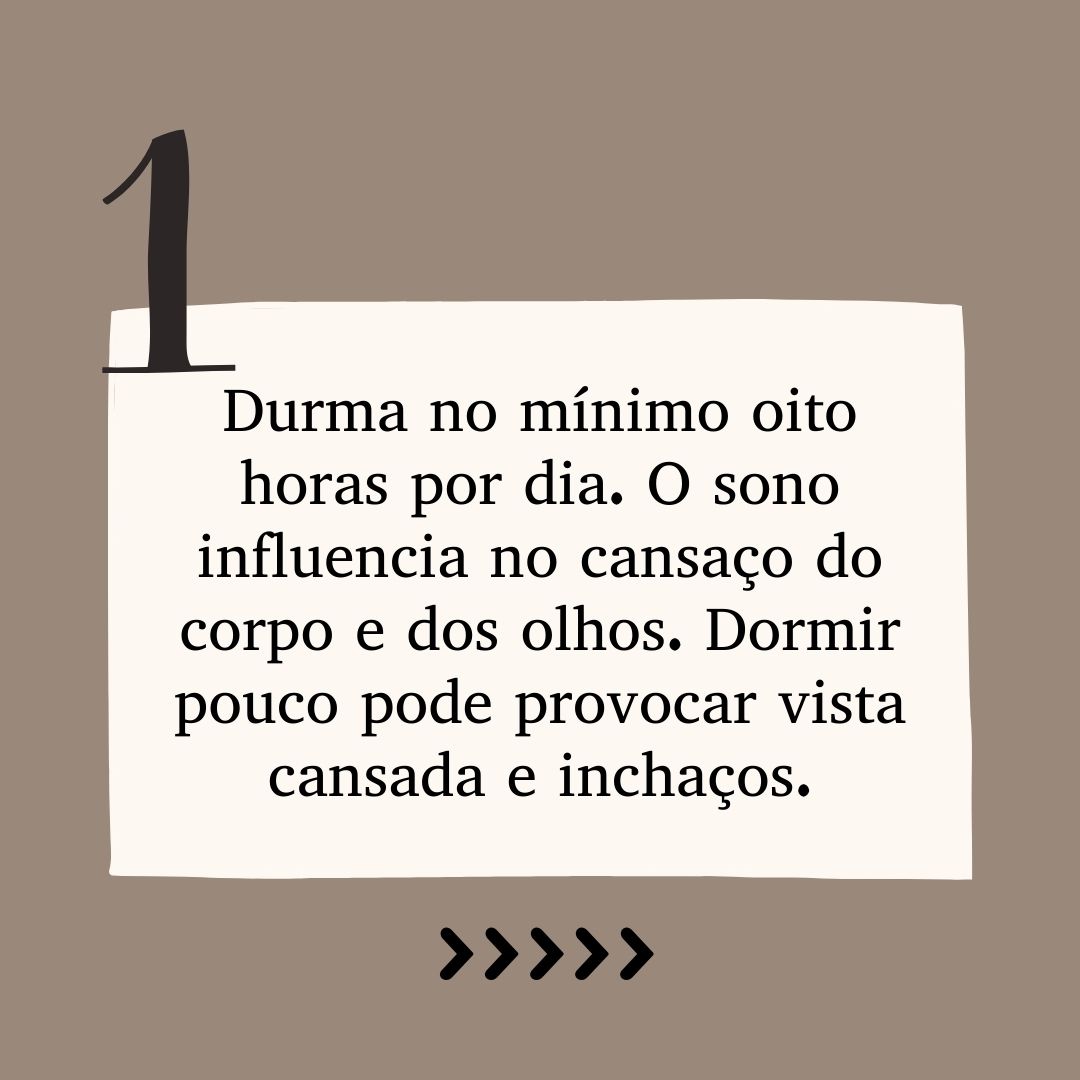 1
Durma no mínimo oito
horas por dia. O sono
influencia no cansaço do
corpo e dos olhos. Dormir
pouco pode provocar vista
cansada e inchaços.